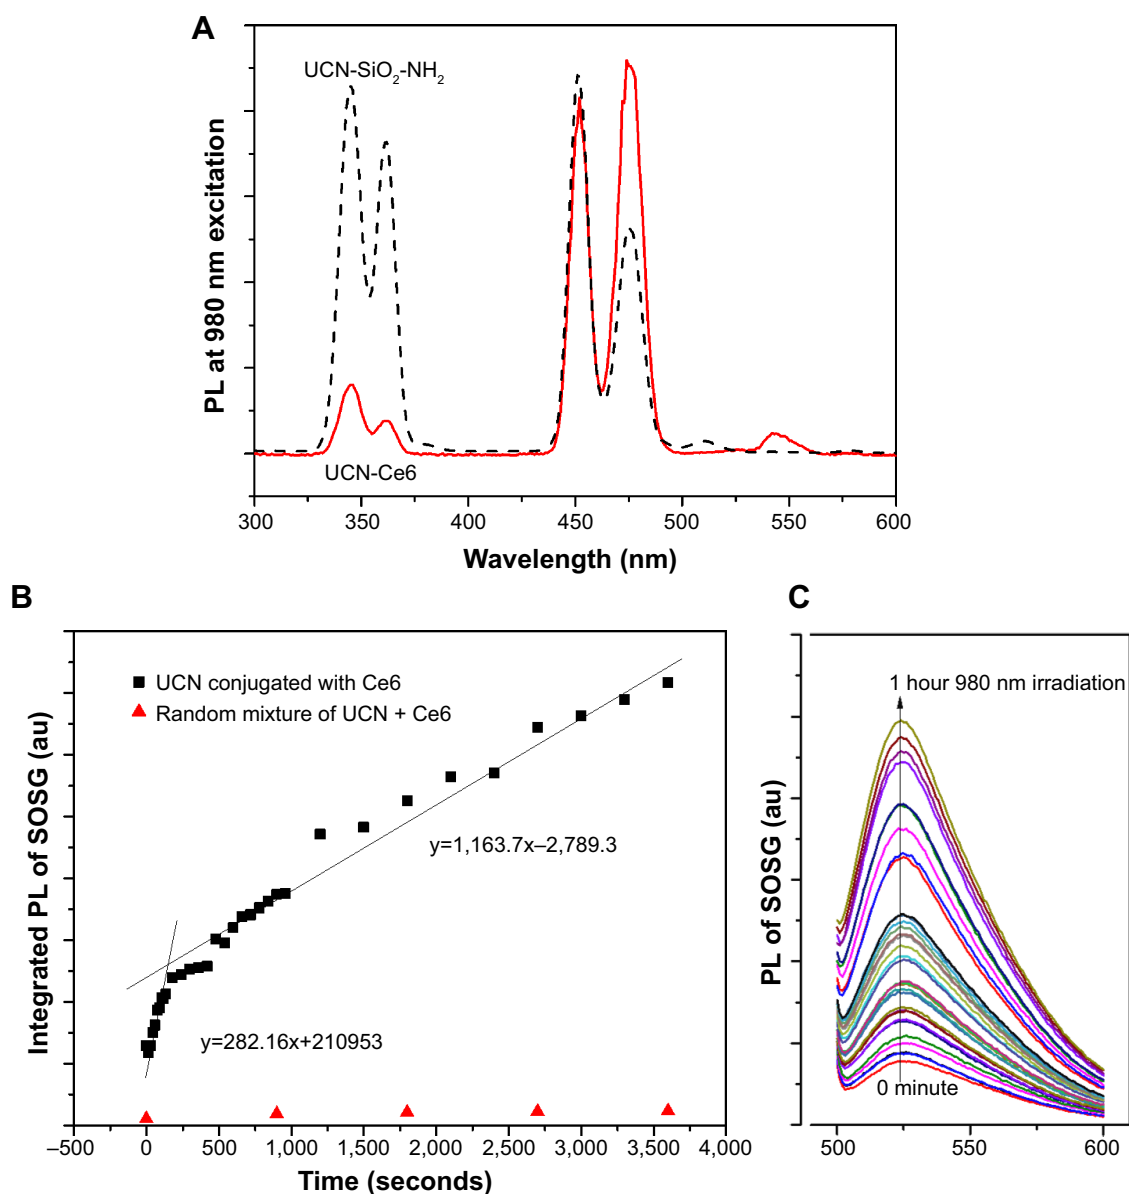 A
UCN-SiO2-NH2
UCN-Ce6
PL at 980 nm excitation
300 350 400 450 500 550 600
Wavelength (nm)
B
UCN conjugated with Ce6
Random mixture of UCN + Ce6
y=1,163.7x–2,789.3
y=282.16x+210953
Integrated PL of SOSG (au)
–500 0 500 1,000 1,500 2,000 2,500 3,000 3,500 4,000
Time (seconds)
C
1 hour 980 nm irradiation
0 minute
PL of SOSG (au)
500 550 600